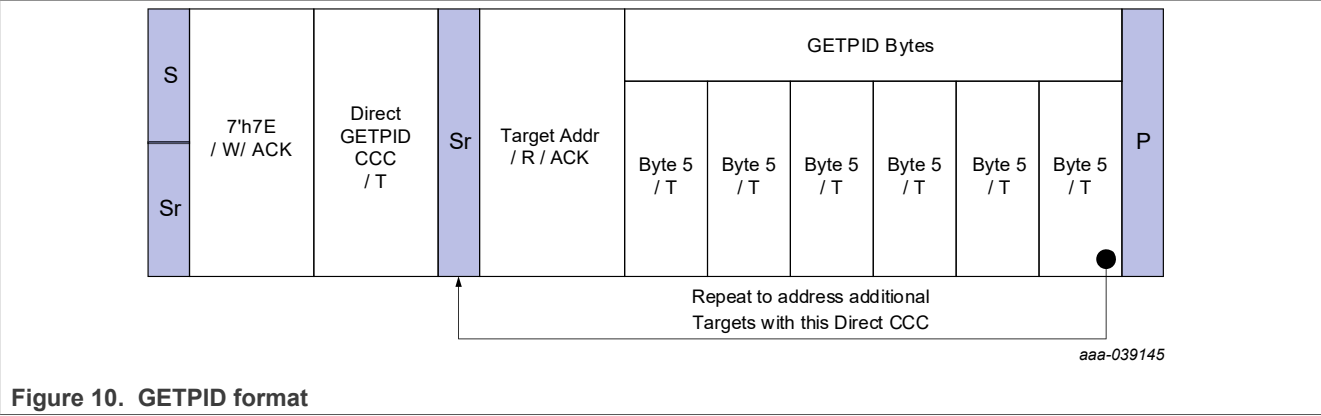 S
Sr
7'h7E
/ W/ ACK
Direct
GETPID
CCC
/ T
Sr
Target Addr
/ R / ACK
GETPID Bytes
Byte 5
/ T
Byte 5
/ T
Byte 5
/ T
Byte 5
/ T
Byte 5
/ T
Byte 5
/ T
P
Repeat to address additional
Targets with this Direct CCC
aaa-039145
Figure 10. GETPID format